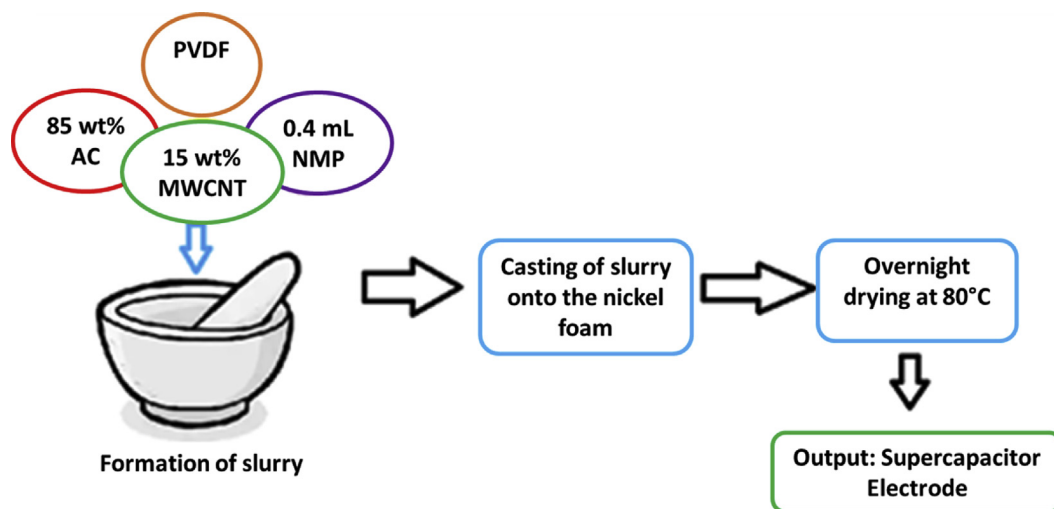 PVDF
85 wt%
AC
15 wt%
MWCNT
0.4 mL
NMP
Formation of slurry
Casting of slurry
onto the nickel
foam
Overnight
drying at 80°C
Output: Supercapacitor
Electrode